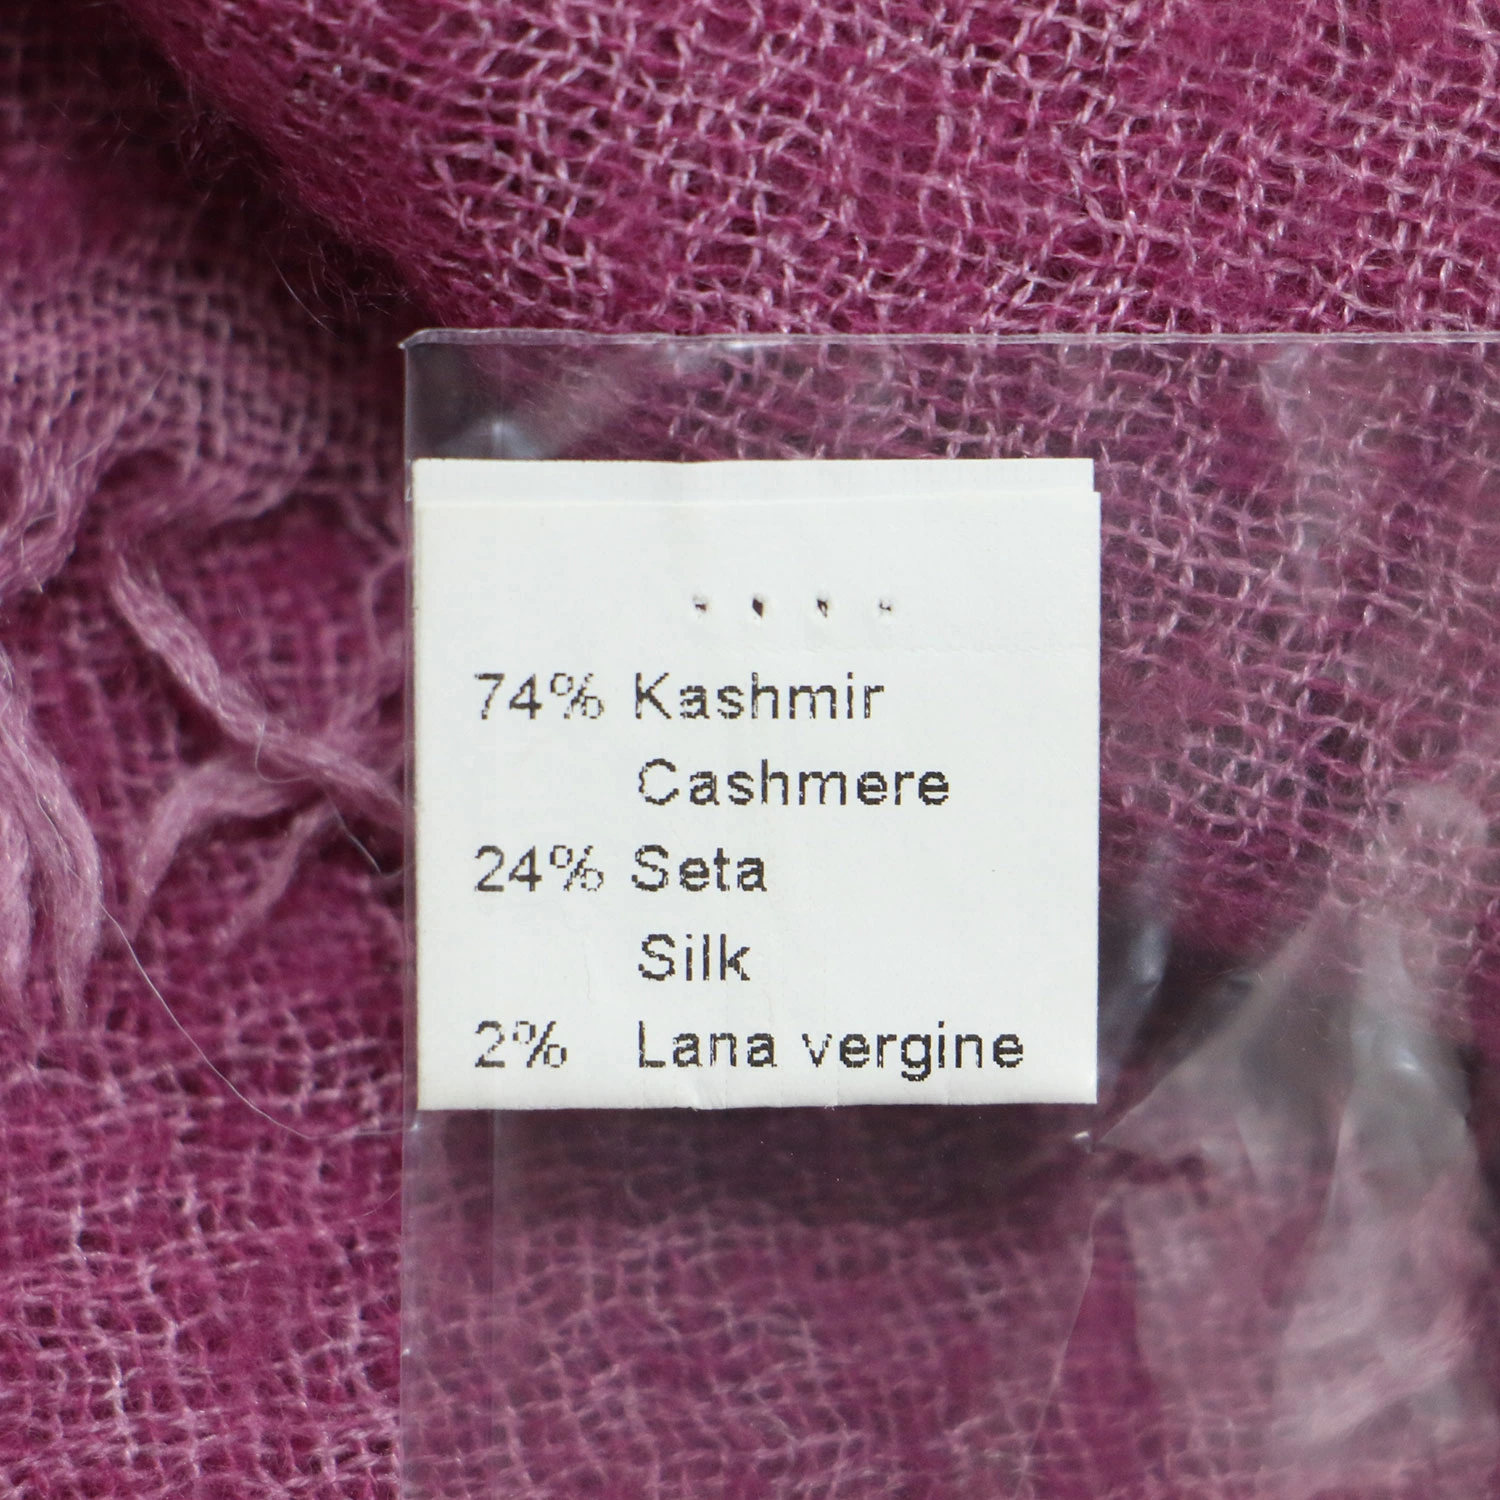 74% Kashmir
Cashmere
24% Seta
Silk
2% Lana vergine